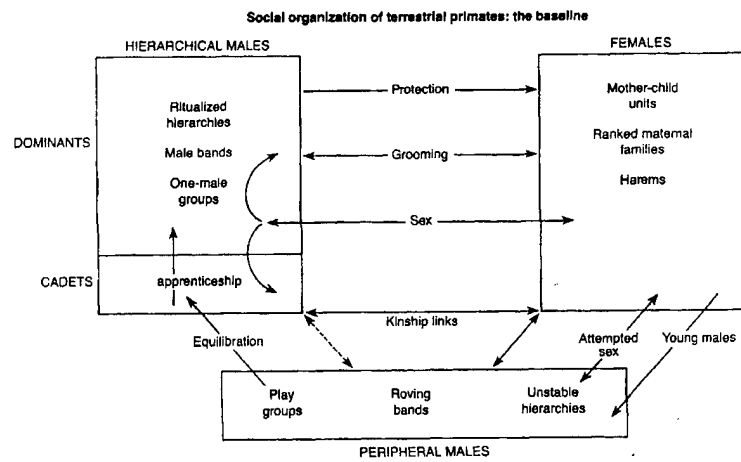 Social organization of terrestrial primates: the baseline
HIERARCHICAL MALES
FEMALES
DOMINANTS
Ritualized
hierarchies
Male bands
One-male
groups
Protection
Grooming
Sex
Mother-child
units
Ranked maternal
families
Harems
CADETS
apprenticeship
Kinship links
Equilibration
Attempted
sex
Young males
Play
groups
Roving
bands
Unstable
hierarchies
PERIPHERAL MALES